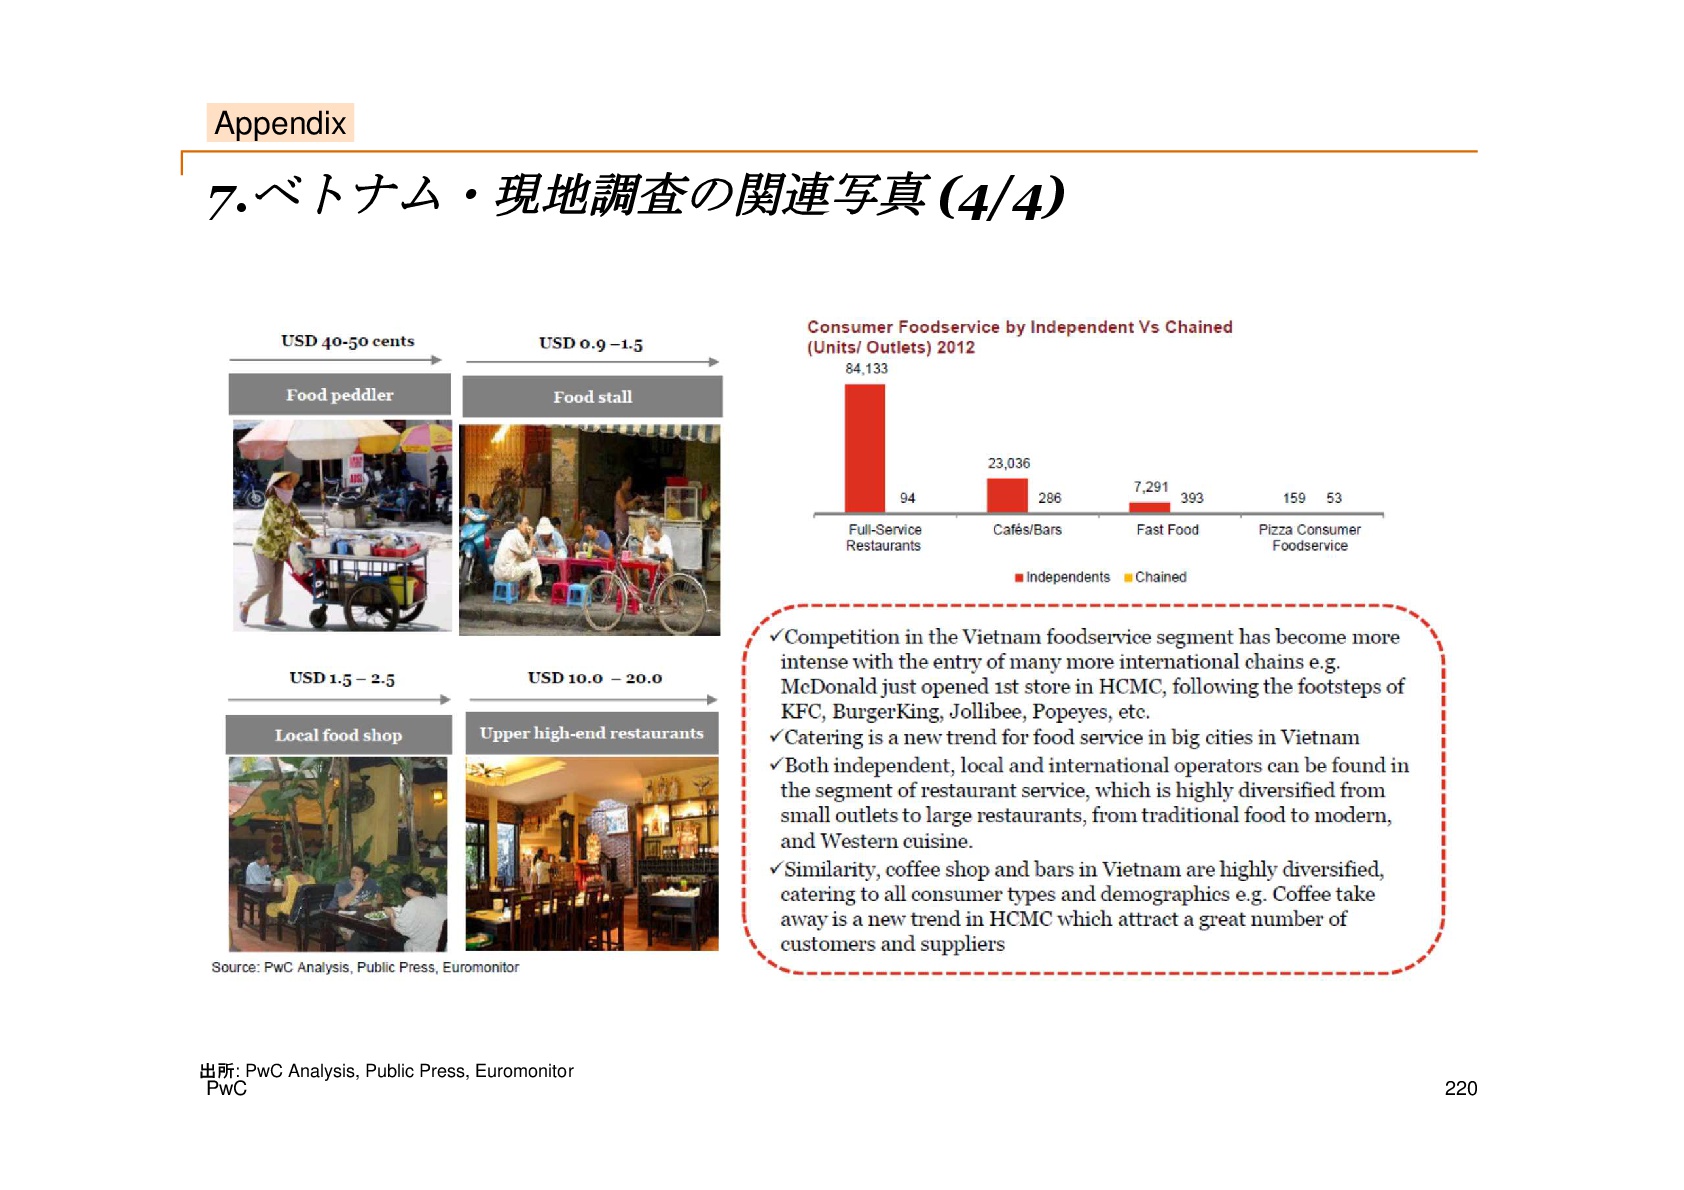 Appendix
7.ベトナム・現地調査の関連写真(4/4)
USD 40-50 cents
USD 0.9 –1.5
Food peddler
Food stall
USD 1.5 – 2.5
USD 10.0 – 20.0
Local food shop
Upper high-end restaurants
Source: PwC Analysis, Public Press, Euromonitor
Consumer Foodservice by Independent Vs Chained
(Units/ Outlets) 2012
84,133
94
23,036
286
7,291
393
159
53
Full-Service
Restaurants
Cafés/Bars
Fast Food
Pizza Consumer
Foodservice
Independents
Chained
✓Competition in the Vietnam foodservice segment has become more
intense with the entry of many more international chains e.g.
McDonald just opened 1st store in HCMC, following the footsteps of
KFC, BurgerKing, Jollibee, Popeyes, etc.
✓Catering is a new trend for food service in big cities in Vietnam
✓Both independent, local and international operators can be found in
the segment of restaurant service, which is highly diversified from
small outlets to large restaurants, from traditional food to modern,
and Western cuisine.
✓Similarity, coffee shop and bars in Vietnam are highly diversified,
catering to all consumer types and demographics e.g. Coffee take
away is a new trend in HCMC which attract a great number of
customers and suppliers
出所: PwC Analysis, Public Press, Euromonitor
PwC
220